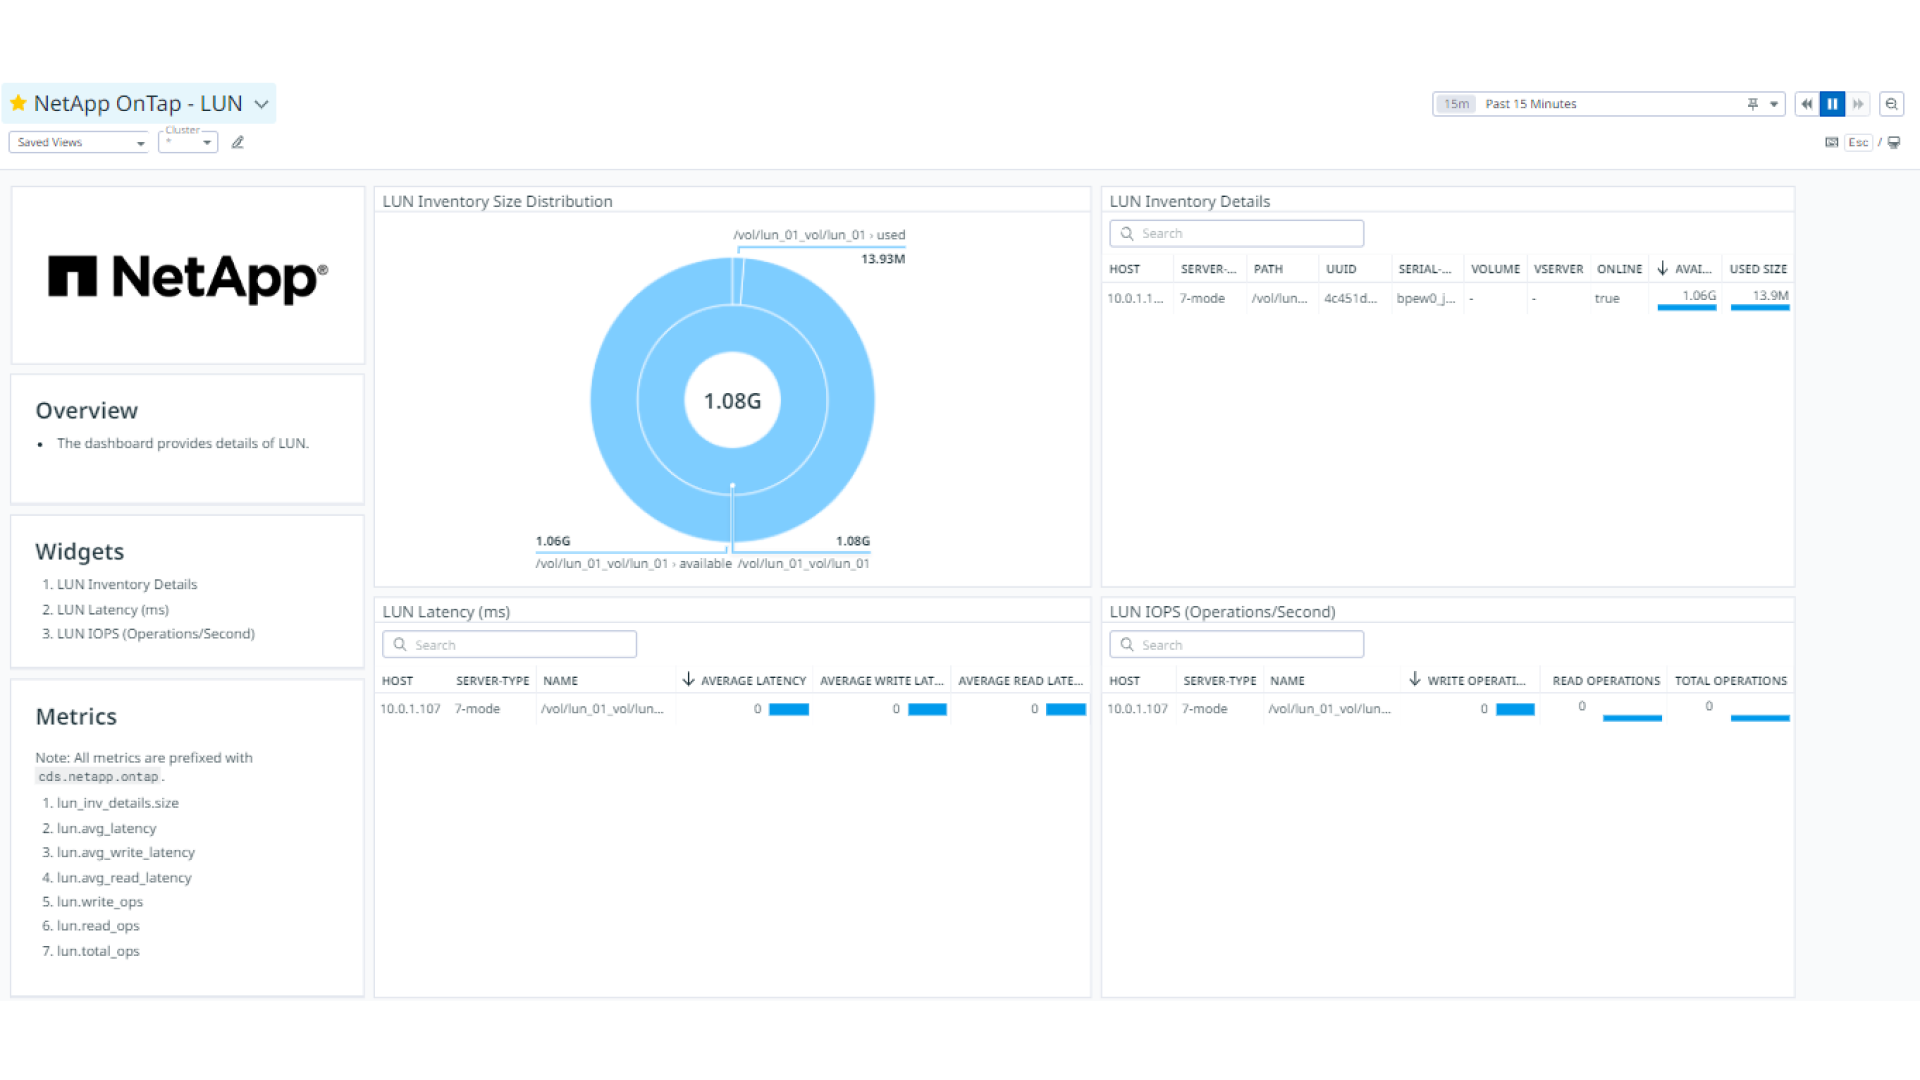 NetApp OnTap - LUN
15m Past 15 Minutes
Saved Views
Cluster
*
Esc /
NetApp®
Overview
• The dashboard provides details of LUN.
Widgets
1. LUN Inventory Details
2. LUN Latency (ms)
3. LUN IOPS (Operations/Second)
Metrics
Note: All metrics are prefixed with
cds.netapp.ontap.
1. lun_inv_details.size
2. lun.avg_latency
3. lun.avg_write_latency
4. lun.avg_read_latency
5. lun.write_ops
6. lun.read_ops
7. lun.total_ops
LUN Inventory Size Distribution
/vol/lun_01_vol/lun_01 › used
13.93M
1.08G
1.06G 1.08G
/vol/lun_01_vol/lun_01 › available /vol/lun_01_vol/lun_01
LUN Inventory Details
Search
HOST SERVER-... PATH UUID SERIAL-... VOLUME VSERVER ONLINE AVAI... USED SIZE
10.0.1.1... 7-mode /vol/lun... 4c451d... bpew0_j... - - true 1.06G 13.9M
LUN Latency (ms)
Search
HOST SERVER-TYPE NAME AVERAGE LATENCY AVERAGE WRITE LAT... AVERAGE READ LATE...
10.0.1.107 7-mode /vol/lun_01_vol/lun... 0 0 0
LUN IOPS (Operations/Second)
Search
HOST SERVER-TYPE NAME WRITE OPERATI... READ OPERATIONS TOTAL OPERATIONS
10.0.1.107 7-mode /vol/lun_01_vol/lun... 0 0 0